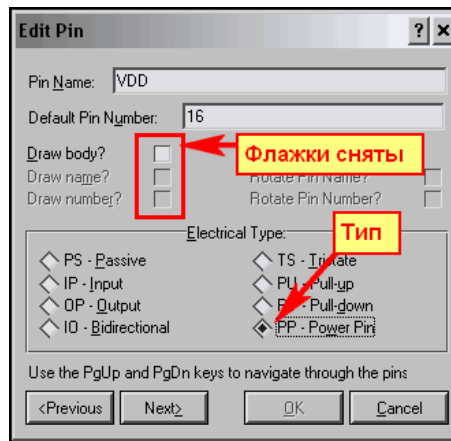 Edit Pin
? ×
Pin Name: VDD
Default Pin Number: 16
Draw body?
Draw name? Rotate Pin Name?
Draw number? Rotate Pin Number?
Флажки сняты
Electrical Type:
Тип
PS - Passive TS - Tristate
IP - Input PU - Pull-up
OP - Output Pull-down
IO - Bidirectional PP - Power Pin
Use the PgUp and PgDn keys to navigate through the pins
<Previous Next> OK Cancel